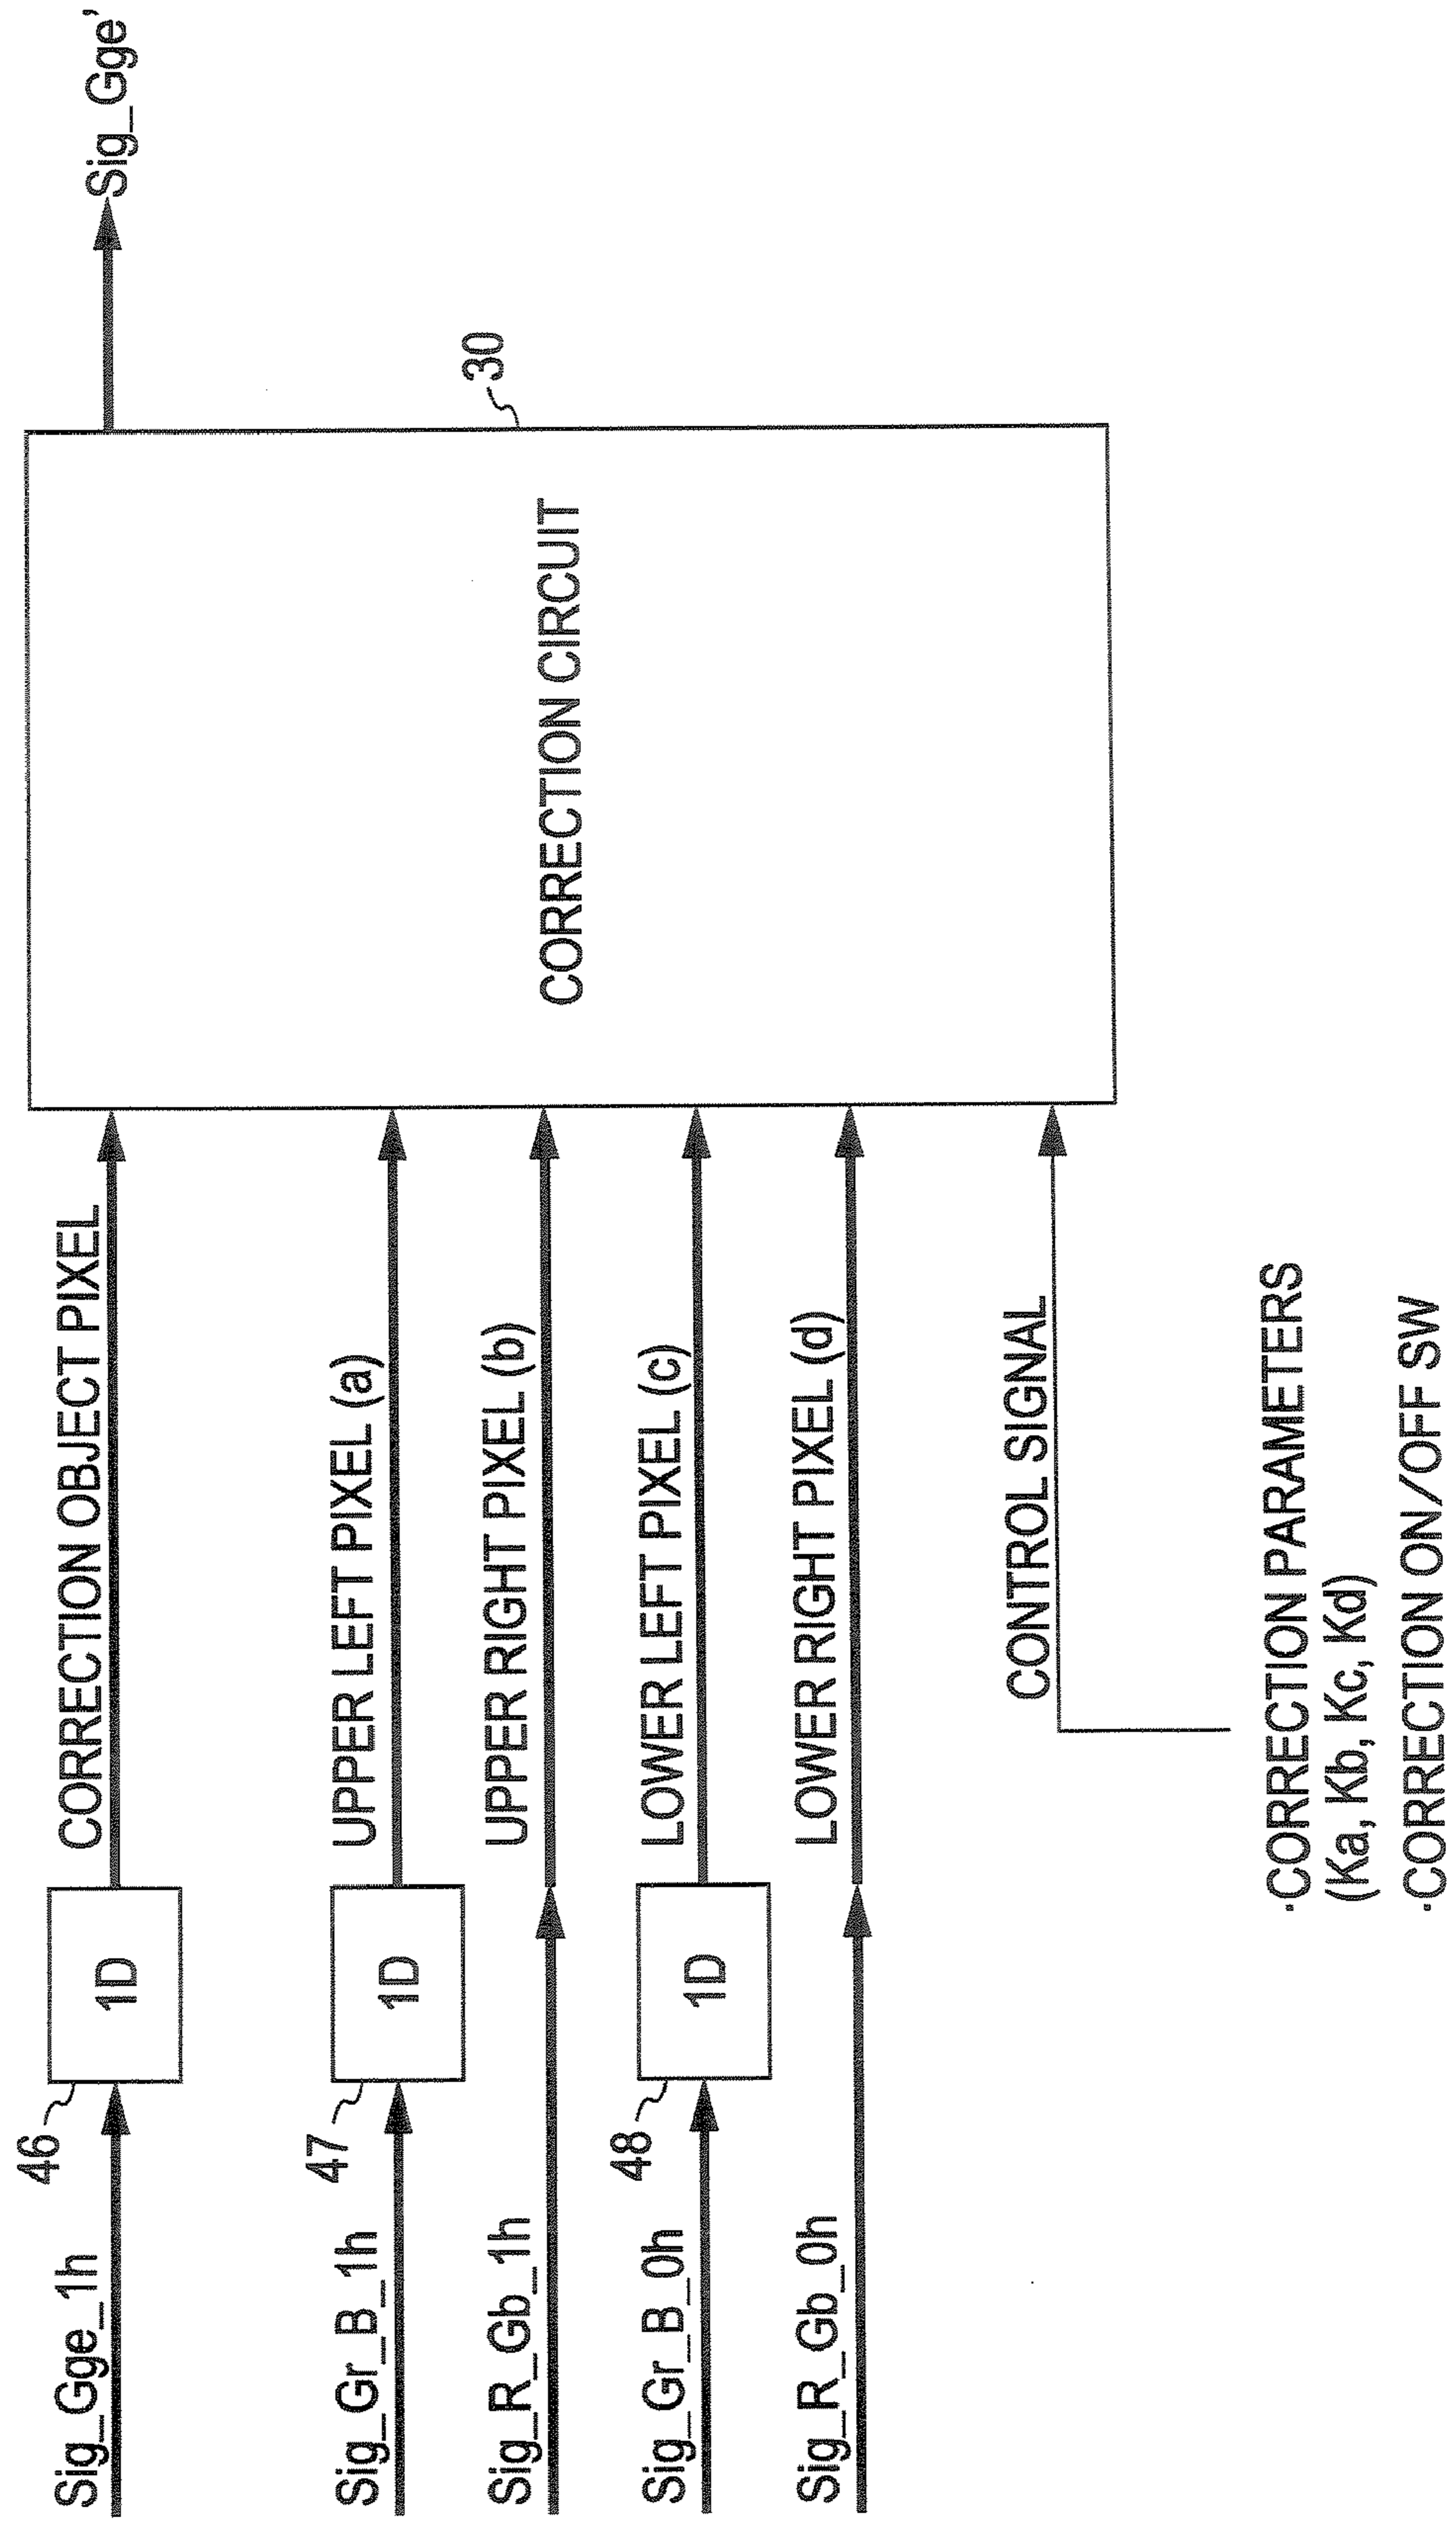 Sig_Gge_1h
46
1D
CORRECTION OBJECT PIXEL
Sig_Gge'
Sig_Gr_B_1h
47
1D
UPPER LEFT PIXEL (a)
Sig_R_Gb_1h
UPPER RIGHT PIXEL (b)
30
CORRECTION CIRCUIT
Sig_Gr_B_0h
48
1D
LOWER LEFT PIXEL (c)
Sig_R_Gb_0h
LOWER RIGHT PIXEL (d)
CONTROL SIGNAL
·CORRECTION PARAMETERS
(Ka, Kb, Kc, Kd)
·CORRECTION ON/OFF SW